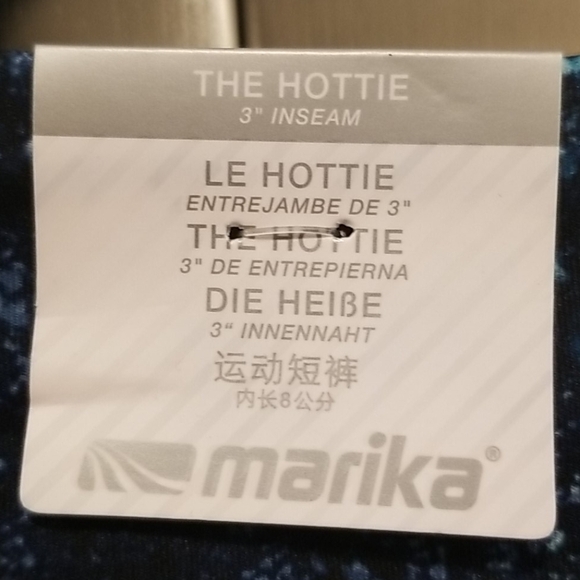 THE HOTTIE
3" INSEAM
LE HOTTIE
ENTREJAMBE DE 3"
THE HOTTIE
3" DE ENTREPIERNA
DIE HEIßE
3“ INNENNAHT
运动短裤
内长8公分
marika®